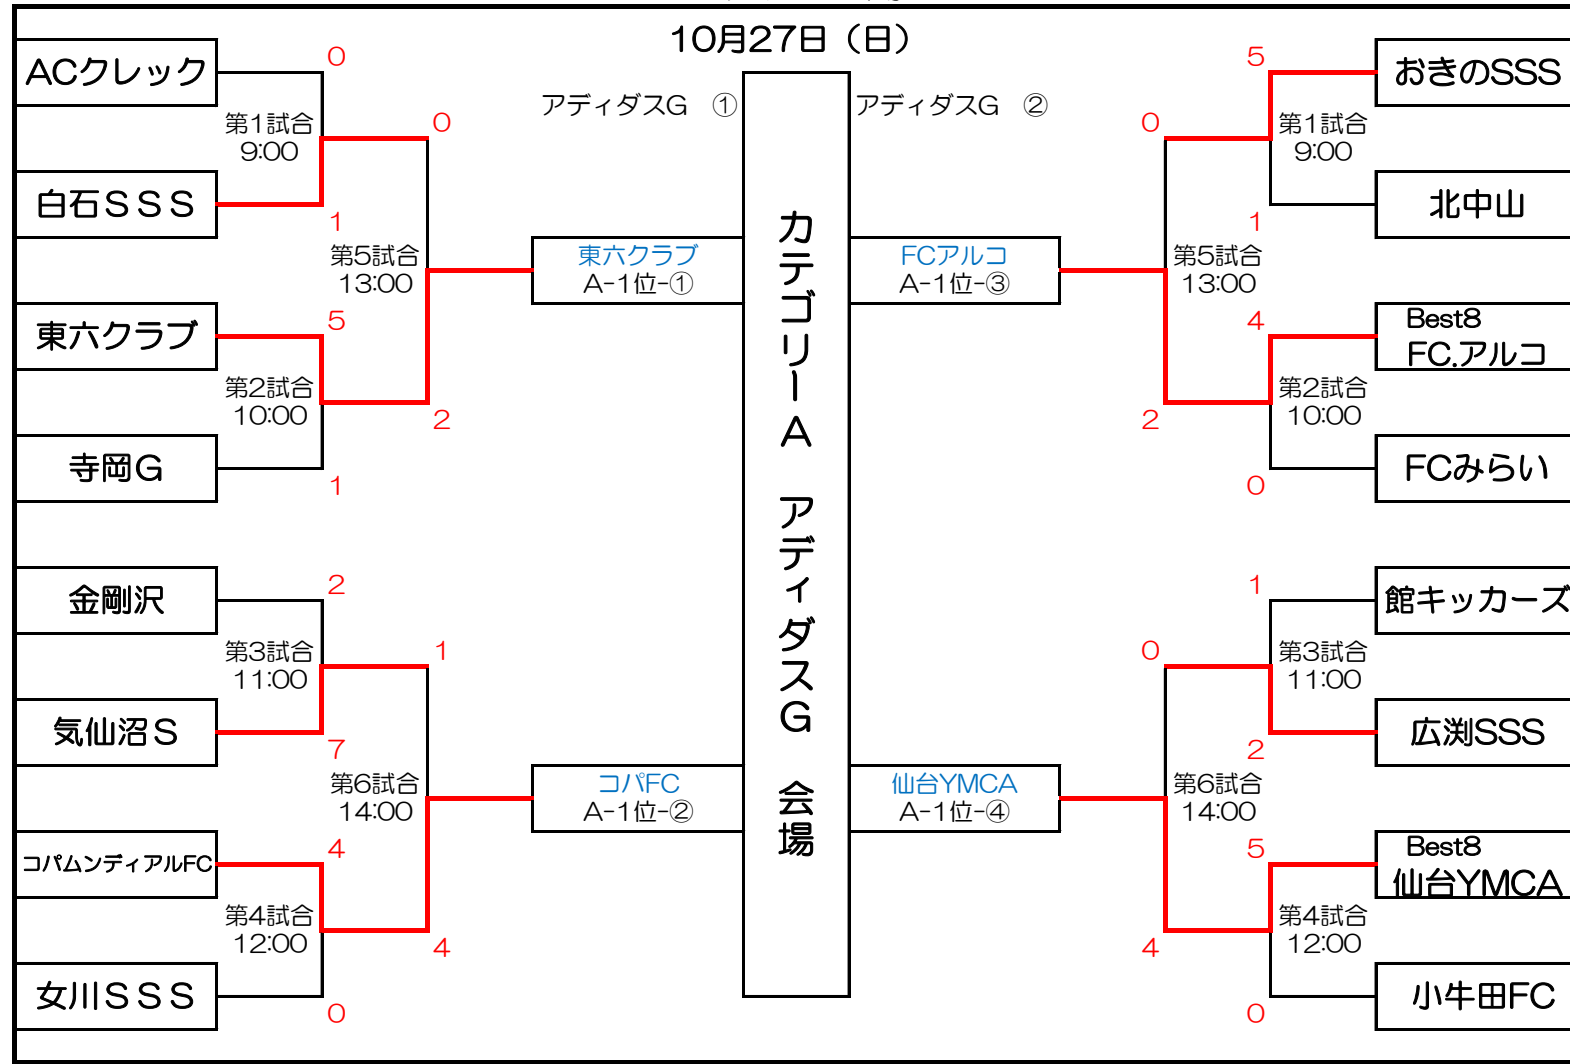 10月27日（日）
アディダスG ①
アディダスG ②
カテゴリーA アディダスG 会場
ACクレック
0
第1試合
9:00
白石ＳＳＳ
1
0
第5試合
13:00
東六クラブ
5
第2試合
10:00
2
寺岡G
1
東六クラブ
A-1位-①
金剛沢
2
第3試合
11:00
気仙沼Ｓ
7
1
第6試合
14:00
コパムンディアルFC
4
第4試合
12:00
4
女川ＳＳＳ
0
コパFC
A-1位-②
5
おきのSSS
第1試合
9:00
北中山
1
0
第5試合
13:00
4
Best8
FC.アルコ
第2試合
10:00
2
FCみらい
0
FCアルコ
A-1位-③
1
館キッカーズ
第3試合
11:00
広渕SSS
2
0
第6試合
14:00
5
Best8
仙台YMCA
第4試合
12:00
4
小牛田FC
0
仙台YMCA
A-1位-④